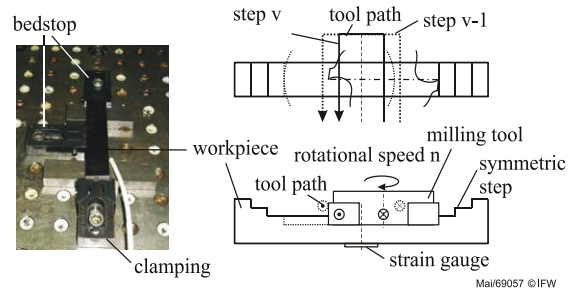 bedstop
step v
tool path
step v-1
workpiece
milling tool
rotational speed n
symmetric
step
tool path
clamping
strain gauge
Mai/69057 © IFW